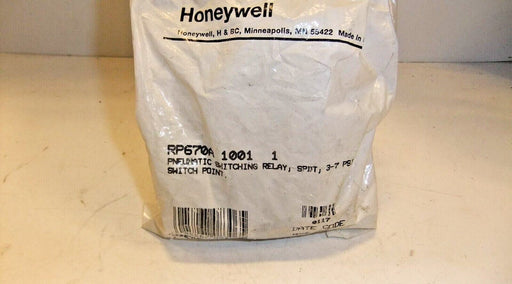 Honeywell
Honeywell, H & BC, Minneapolis, MN 55422 Made in
RP670A 1001 1
PNEUMATIC SWITCHING RELAY; SPDT; 3-7 PSI
SWITCH POINT.
0117
DATE CODE